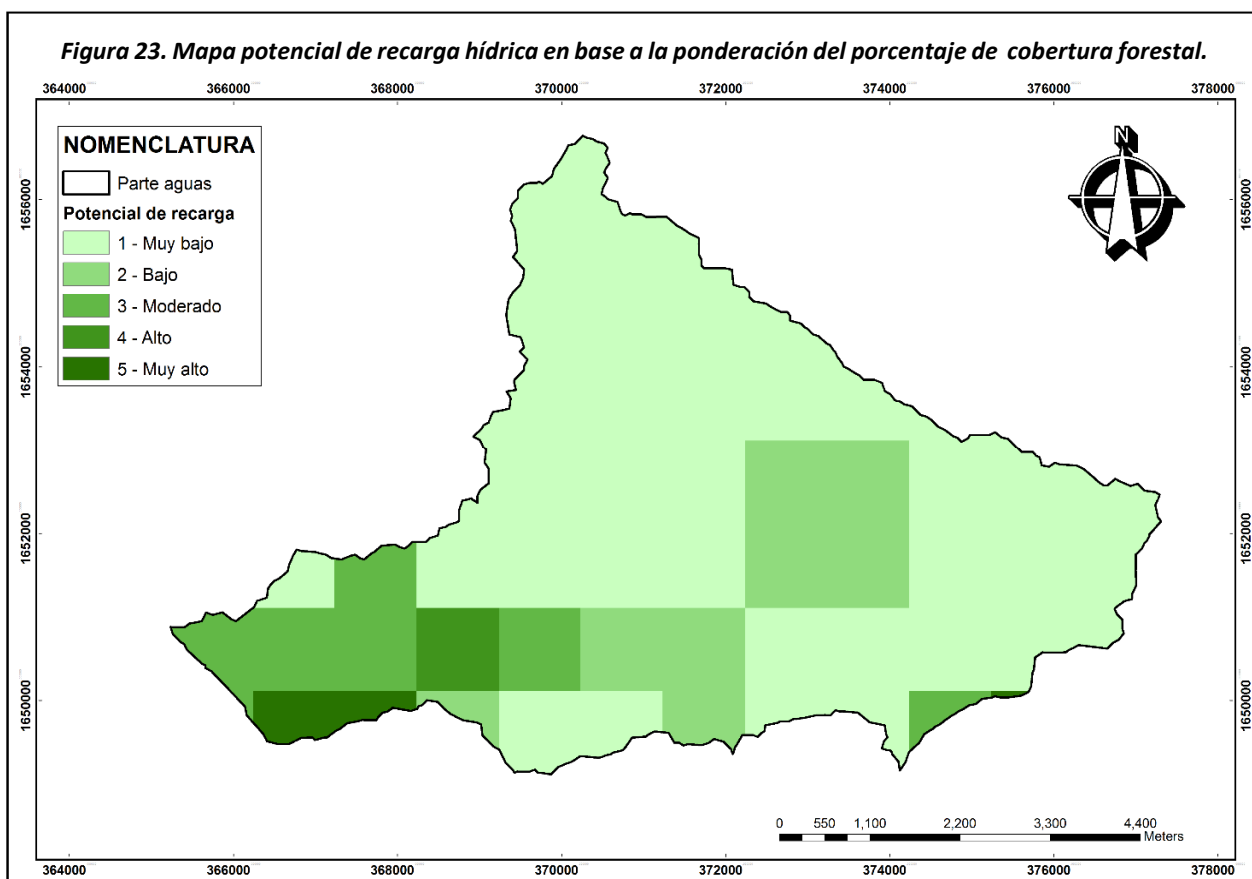 Figura 23. Mapa potencial de recarga hídrica en base a la ponderación del porcentaje de cobertura forestal.
364000 366000 368000 370000 372000 374000 376000 378000
NOMENCLATURA
Parte aguas
Potencial de recarga
1 - Muy bajo
2 - Bajo
3 - Moderado
4 - Alto
5 - Muy alto
N
1656000 1656000
1654000 1654000
1652000 1652000
1650000 1650000
0 550 1,100 2,200 3,300 4,400
Meters
364000 366000 368000 370000 372000 374000 376000 378000